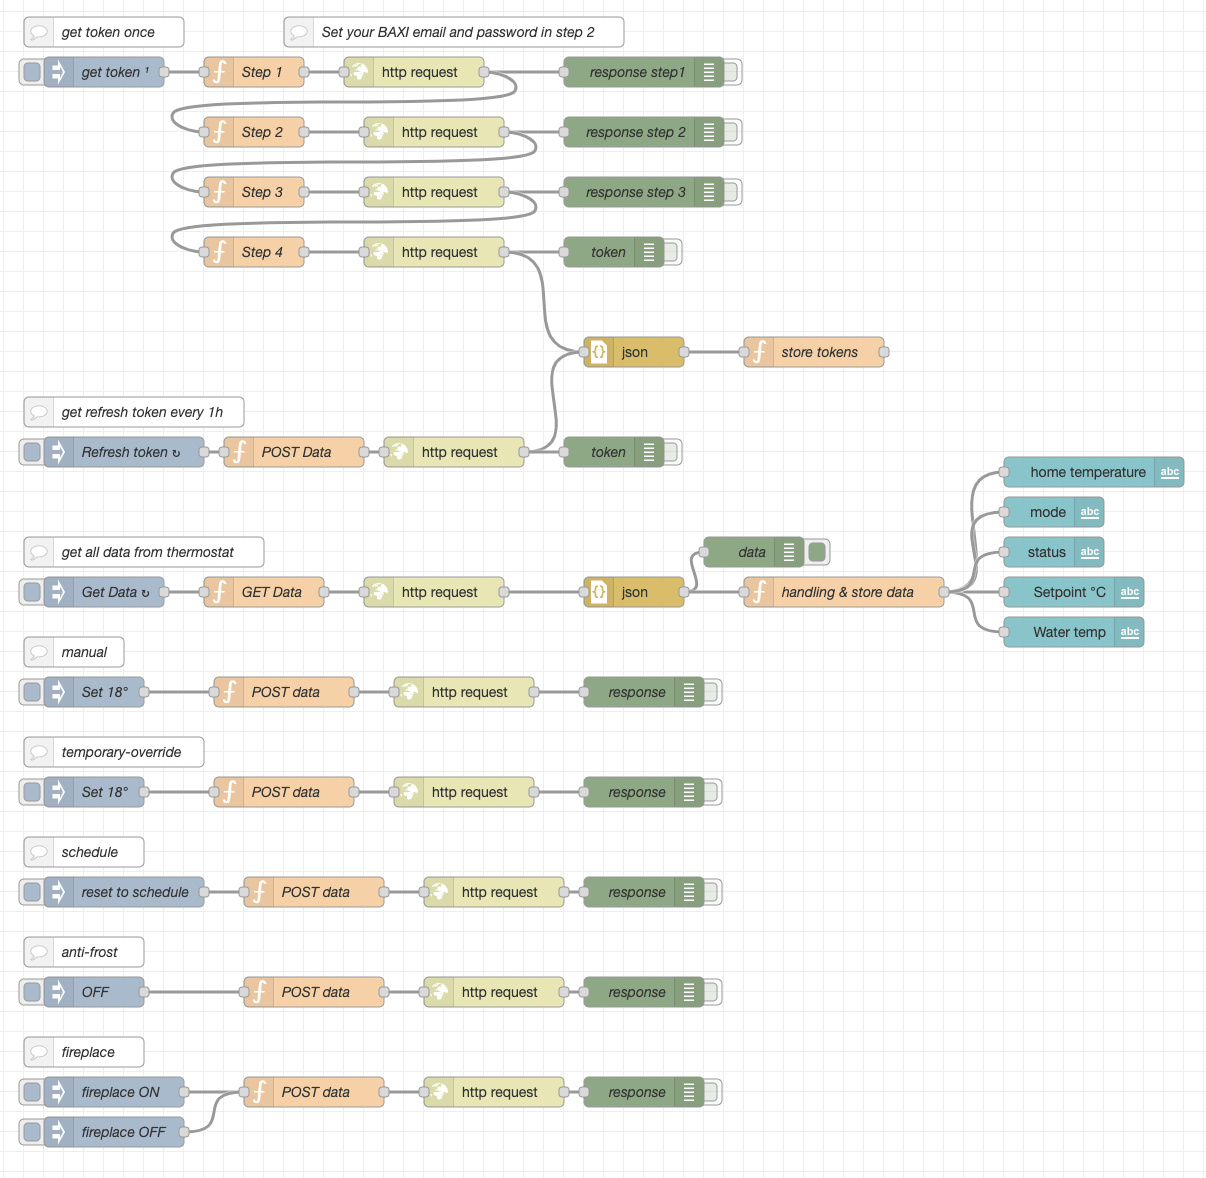 get token once
Set your BAXI email and password in step 2
get token ¹
Step 1
http request
response step1
Step 2
http request
response step 2
Step 3
http request
response step 3
Step 4
http request
token
{}
json
store tokens
get refresh token every 1h
Refresh token ↻
POST Data
http request
token
home temperature
abc
mode
abc
get all data from thermostat
data
status
abc
Get Data ↻
GET Data
http request
{}
json
handling & store data
Setpoint °C
abc
Water temp
abc
manual
Set 18°
POST data
http request
response
temporary-override
Set 18°
POST data
http request
response
schedule
reset to schedule
POST data
http request
response
anti-frost
OFF
POST data
http request
response
fireplace
fireplace ON
POST data
http request
response
fireplace OFF